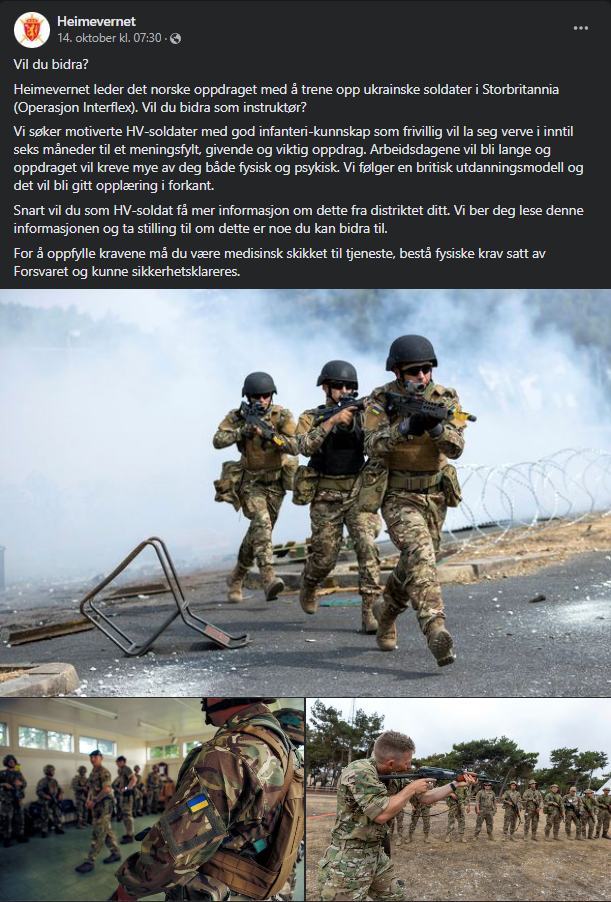 Heimevernet
14. oktober kl. 07:30 ·
Vil du bidra?
Heimevernet leder det norske oppdraget med å trene opp ukrainske soldater i Storbritannia
(Operasjon Interflex). Vil du bidra som instruktør?
Vi søker motiverte HV-soldater med god infanteri-kunnskap som frivillig vil la seg verve i inntil
seks måneder til et meningsfylt, givende og viktig oppdrag. Arbeidsdagene vil bli lange og
oppdraget vil kreve mye av deg både fysisk og psykisk. Vi følger en britisk utdanningsmodell og
det vil bli gitt opplæring i forkant.
Snart vil du som HV-soldat få mer informasjon om dette fra distriktet ditt. Vi ber deg lese denne
informasjonen og ta stilling til om dette er noe du kan bidra til.
For å oppfylle kravene må du være medisinsk skikket til tjeneste, bestå fysiske krav satt av
Forsvaret og kunne sikkerhetsklareres.